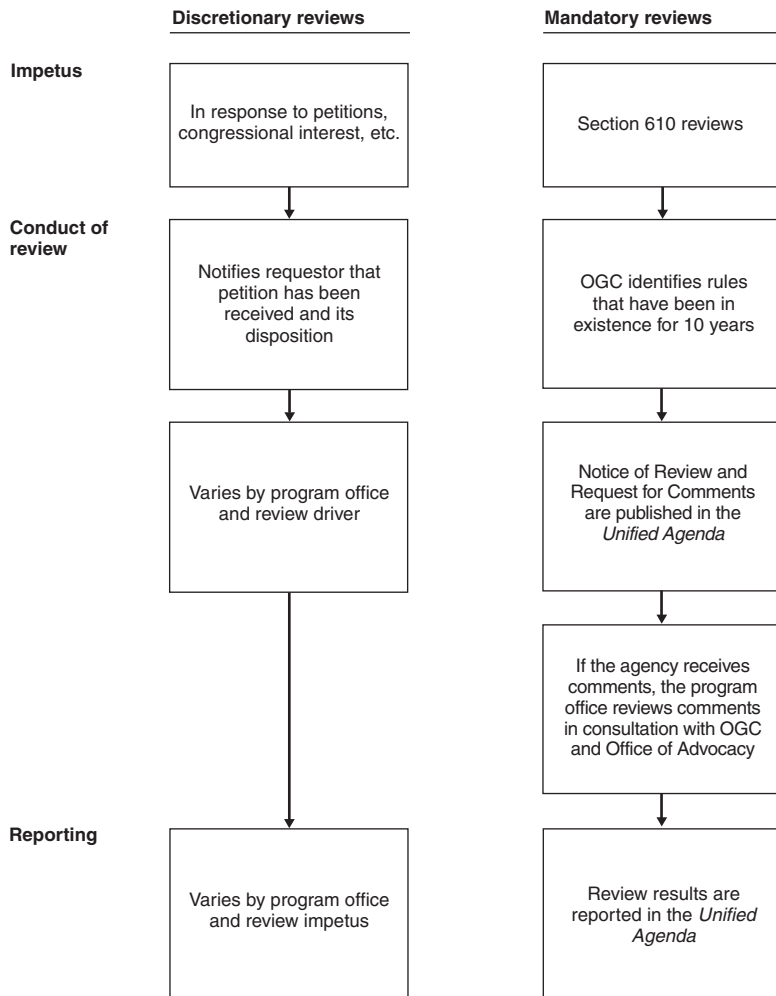 Discretionary reviews
Mandatory reviews
Impetus
In response to petitions,
congressional interest, etc.
Section 610 reviews
Conduct of
review
Notifies requestor that
petition has been
received and its
disposition
OGC identifies rules
that have been in
existence for 10 years
Varies by program office
and review driver
Notice of Review and
Request for Comments
are published in the
Unified Agenda
If the agency receives
comments, the program
office reviews comments
in consultation with OGC
and Office of Advocacy
Reporting
Varies by program office
and review impetus
Review results are
reported in the Unified
Agenda